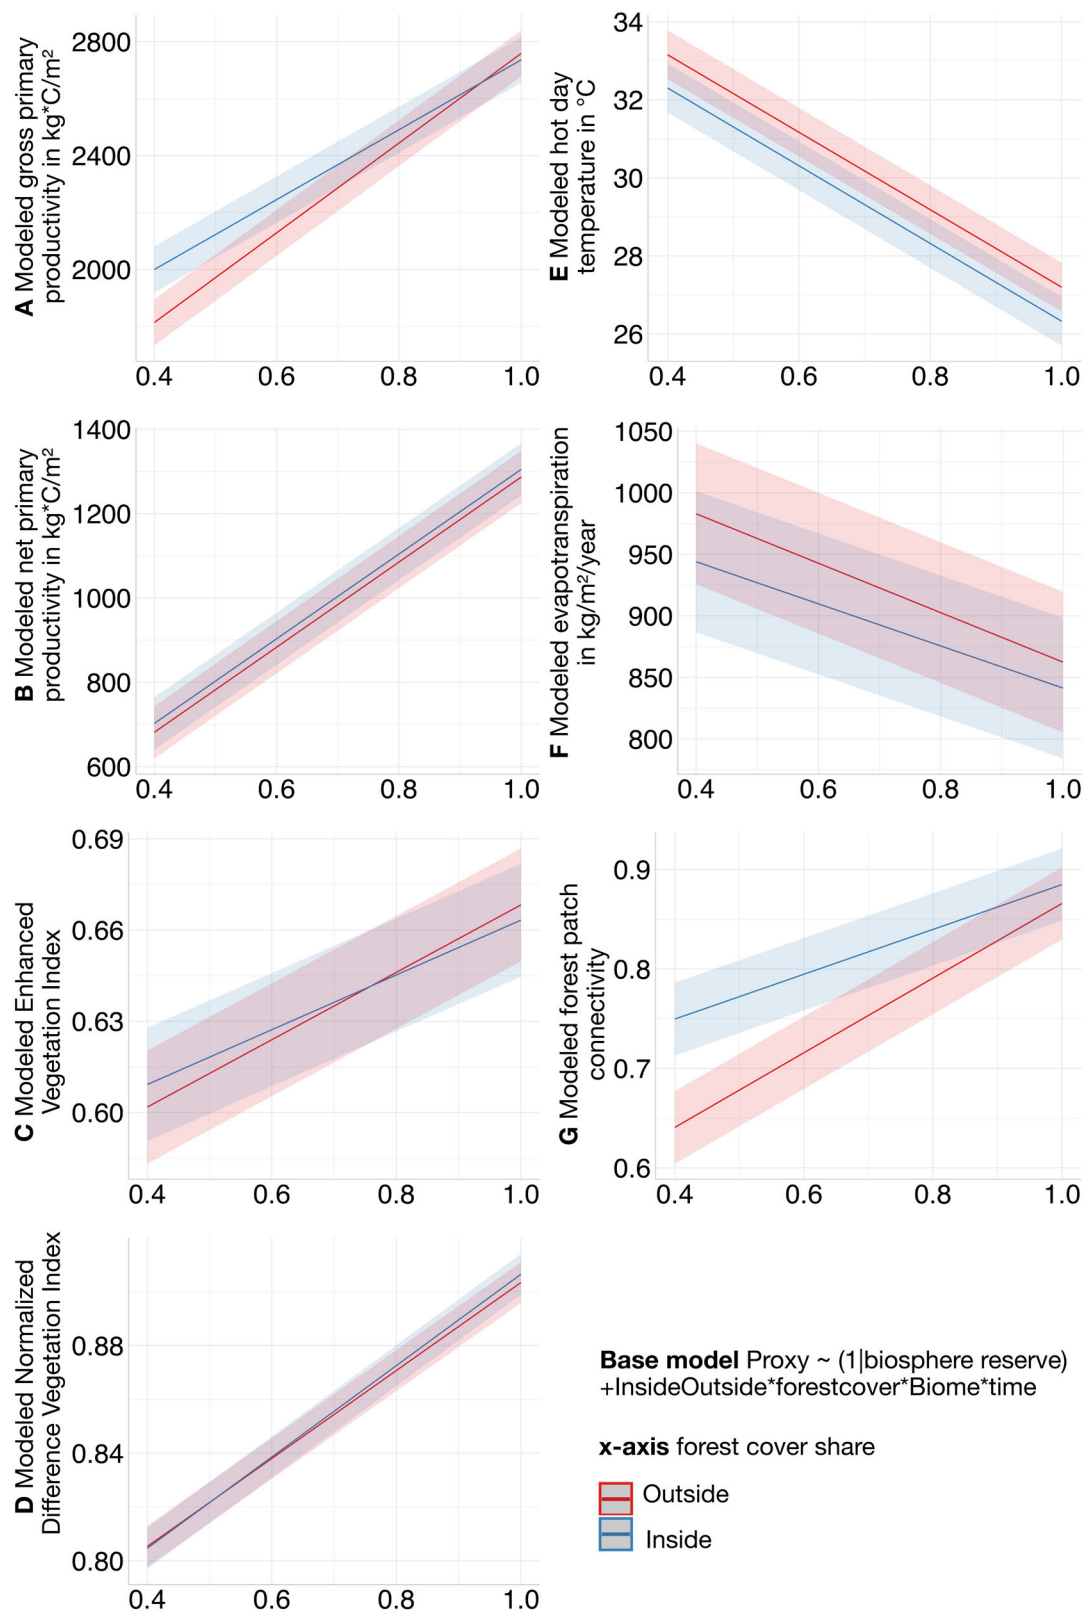 A Modeled gross primary
productivity in kg*C/m²
2800
2400
2000
0.4 0.6 0.8 1.0
E Modeled hot day
temperature in °C
34
32
30
28
26
0.4 0.6 0.8 1.0
B Modeled net primary
productivity in kg*C/m²
1400
1200
1000
800
600
0.4 0.6 0.8 1.0
F Modeled evapotranspiration
in kg/m²/year
1050
1000
950
900
850
800
0.4 0.6 0.8 1.0
C Modeled Enhanced
Vegetation Index
0.69
0.66
0.63
0.60
0.4 0.6 0.8 1.0
G Modeled forest patch
connectivity
0.9
0.8
0.7
0.6
0.4 0.6 0.8 1.0
D Modeled Normalized
Difference Vegetation Index
0.88
0.84
0.80
0.4 0.6 0.8 1.0
Base model Proxy ~ (1|biosphere reserve)
+InsideOutside*forestcover*Biome*time
x-axis forest cover share
Outside
Inside